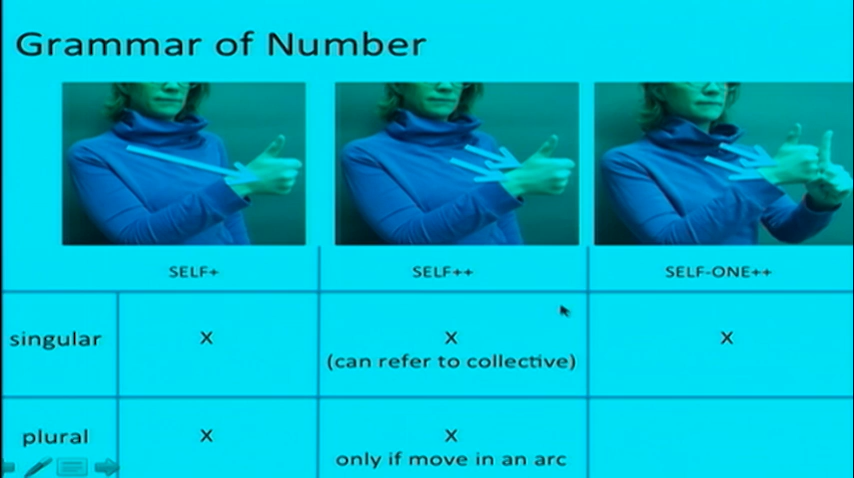 Grammar of Number
SELF+
SELF++
SELF-ONE++
singular
X
X
X
(can refer to collective)
plural
X
X
only if move in an arc